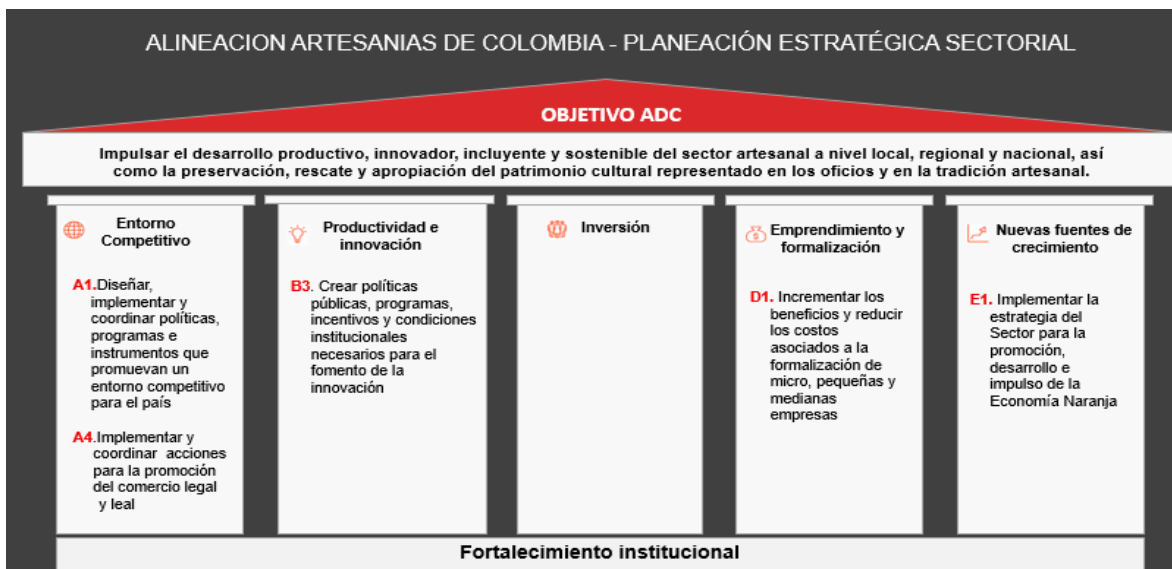 ALINEACION ARTESANIAS DE COLOMBIA - PLANEACIÓN ESTRATÉGICA SECTORIAL
OBJETIVO ADC
Impulsar el desarrollo productivo, innovador, incluyente y sostenible del sector artesanal a nivel local, regional y nacional, así
como la preservación, rescate y apropiación del patrimonio cultural representado en los oficios y en la tradición artesanal.
Entorno
Competitivo
A1.Diseñar,
implementar y
coordinar políticas,
programas e
instrumentos que
promuevan un
entorno competitivo
para el país
A4.Implementar y
coordinar acciones
para la promoción
del comercio legal
y leal
Productividad e
innovación
B3. Crear políticas
públicas, programas,
incentivos y condiciones
institucionales
necesarios para el
fomento de la
innovación
Inversión
Emprendimiento y
formalización
D1. Incrementar los
beneficios y reducir
los costos
asociados a la
formalización de
micro, pequeñas y
medianas
empresas
Nuevas fuentes de
crecimiento
E1. Implementar la
estrategia del
Sector para la
promoción,
desarrollo e
impulso de la
Economía Naranja
Fortalecimiento institucional